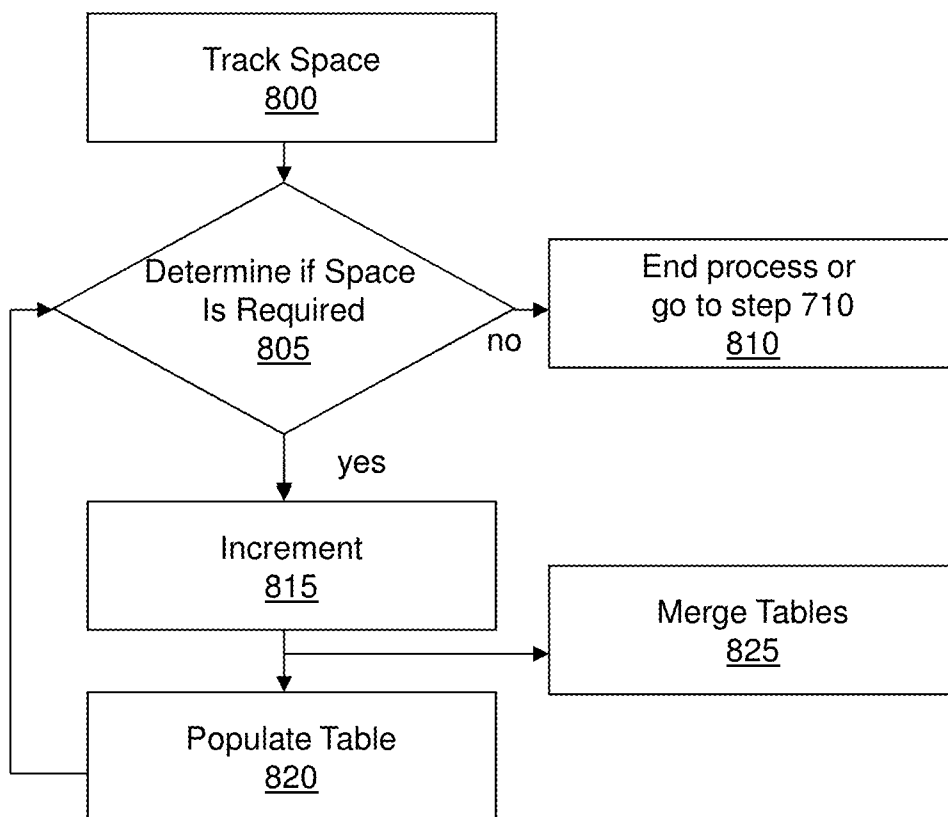 Track Space
800
Determine if Space
Is Required
805
no
End process or
go to step 710
810
yes
Increment
815
Merge Tables
825
Populate Table
820